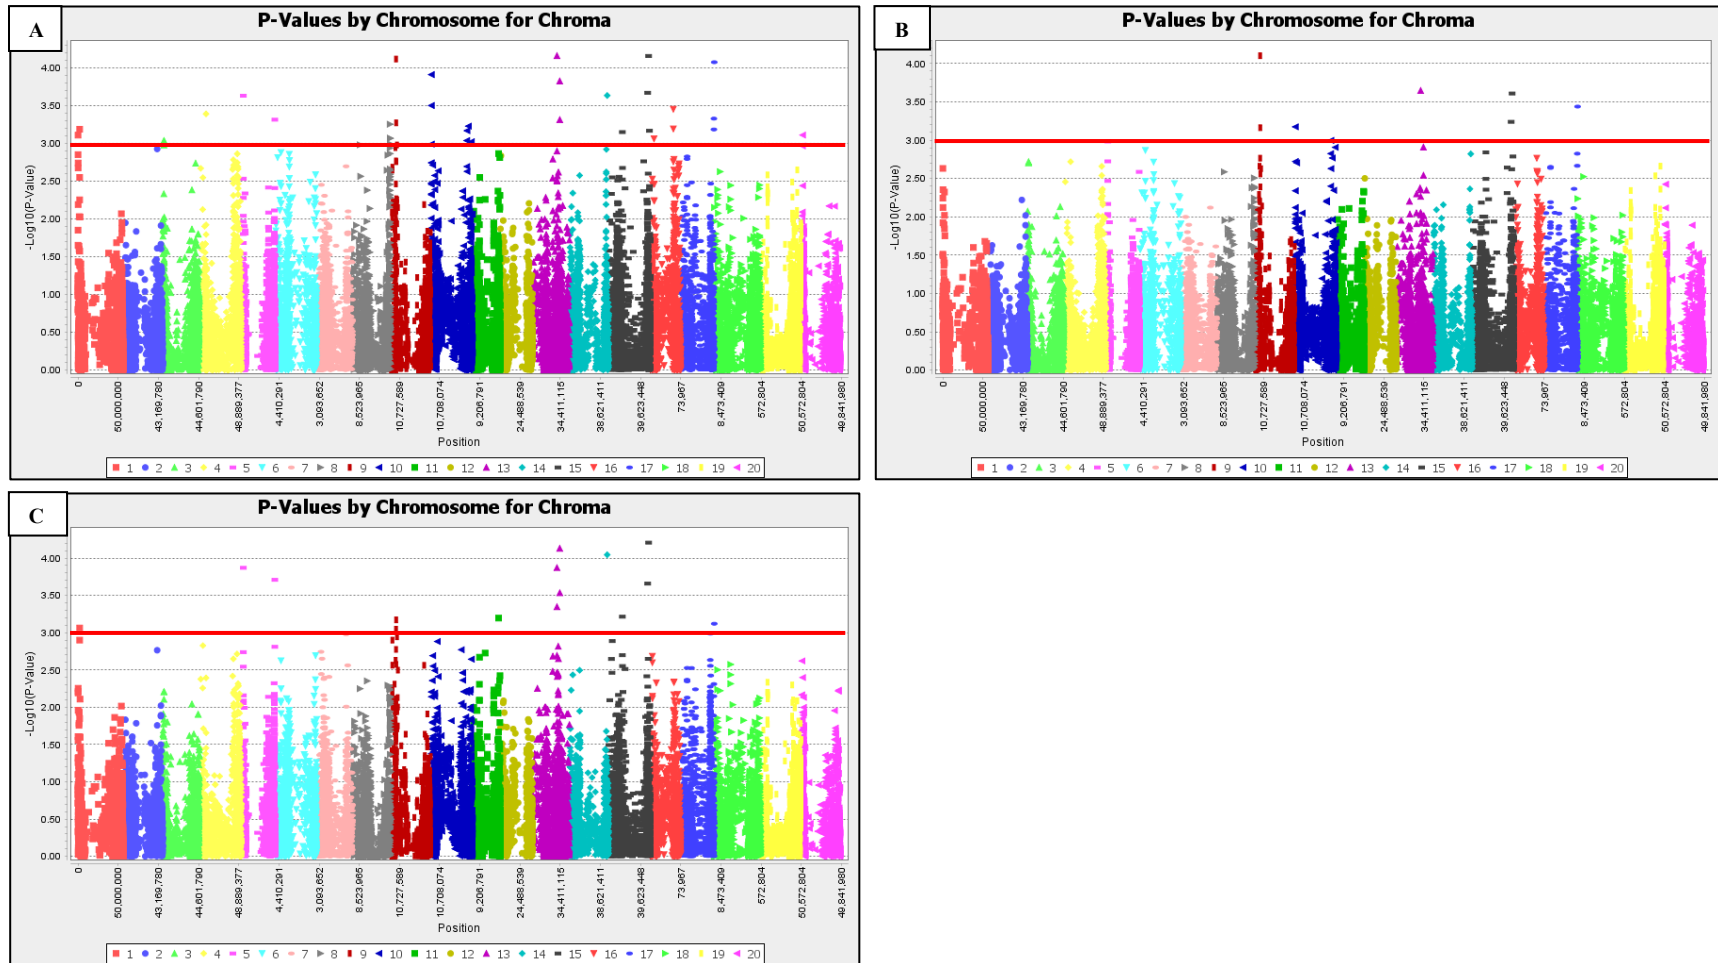 A
P-Values by Chromosome for Chroma
-Log10(P-Value)
4.00
3.50
3.00
2.50
2.00
1.50
1.00
0.50
0.00
0 50,000,000 43,169,780 44,601,790 48,889,377 4,410,291 3,093,652 8,523,965 10,727,589 10,708,074 9,206,791 24,488,539 34,411,115 38,621,411 39,623,448 73,967 8,473,409 572,804 50,572,804 49,841,980
Position
1 2 3 4 5 6 7 8 9 10 11 12 13 14 15 16 17 18 19 20
B
P-Values by Chromosome for Chroma
-Log10(P-Value)
4.00
3.50
3.00
2.50
2.00
1.50
1.00
0.50
0.00
0 50,000,000 43,169,780 44,601,790 48,889,377 4,410,291 3,093,652 8,523,965 10,727,589 10,708,074 9,206,791 24,488,539 34,411,115 38,621,411 39,623,448 73,967 8,473,409 572,804 50,572,804 49,841,980
Position
1 2 3 4 5 6 7 8 9 10 11 12 13 14 15 16 17 18 19 20
C
P-Values by Chromosome for Chroma
-Log10(P-Value)
4.00
3.50
3.00
2.50
2.00
1.50
1.00
0.50
0.00
0 50,000,000 43,169,780 44,601,790 48,889,377 4,410,291 3,093,652 8,523,965 10,727,589 10,708,074 9,206,791 24,488,539 34,411,115 38,621,411 39,623,448 73,967 8,473,409 572,804 50,572,804 49,841,980
Position
1 2 3 4 5 6 7 8 9 10 11 12 13 14 15 16 17 18 19 20